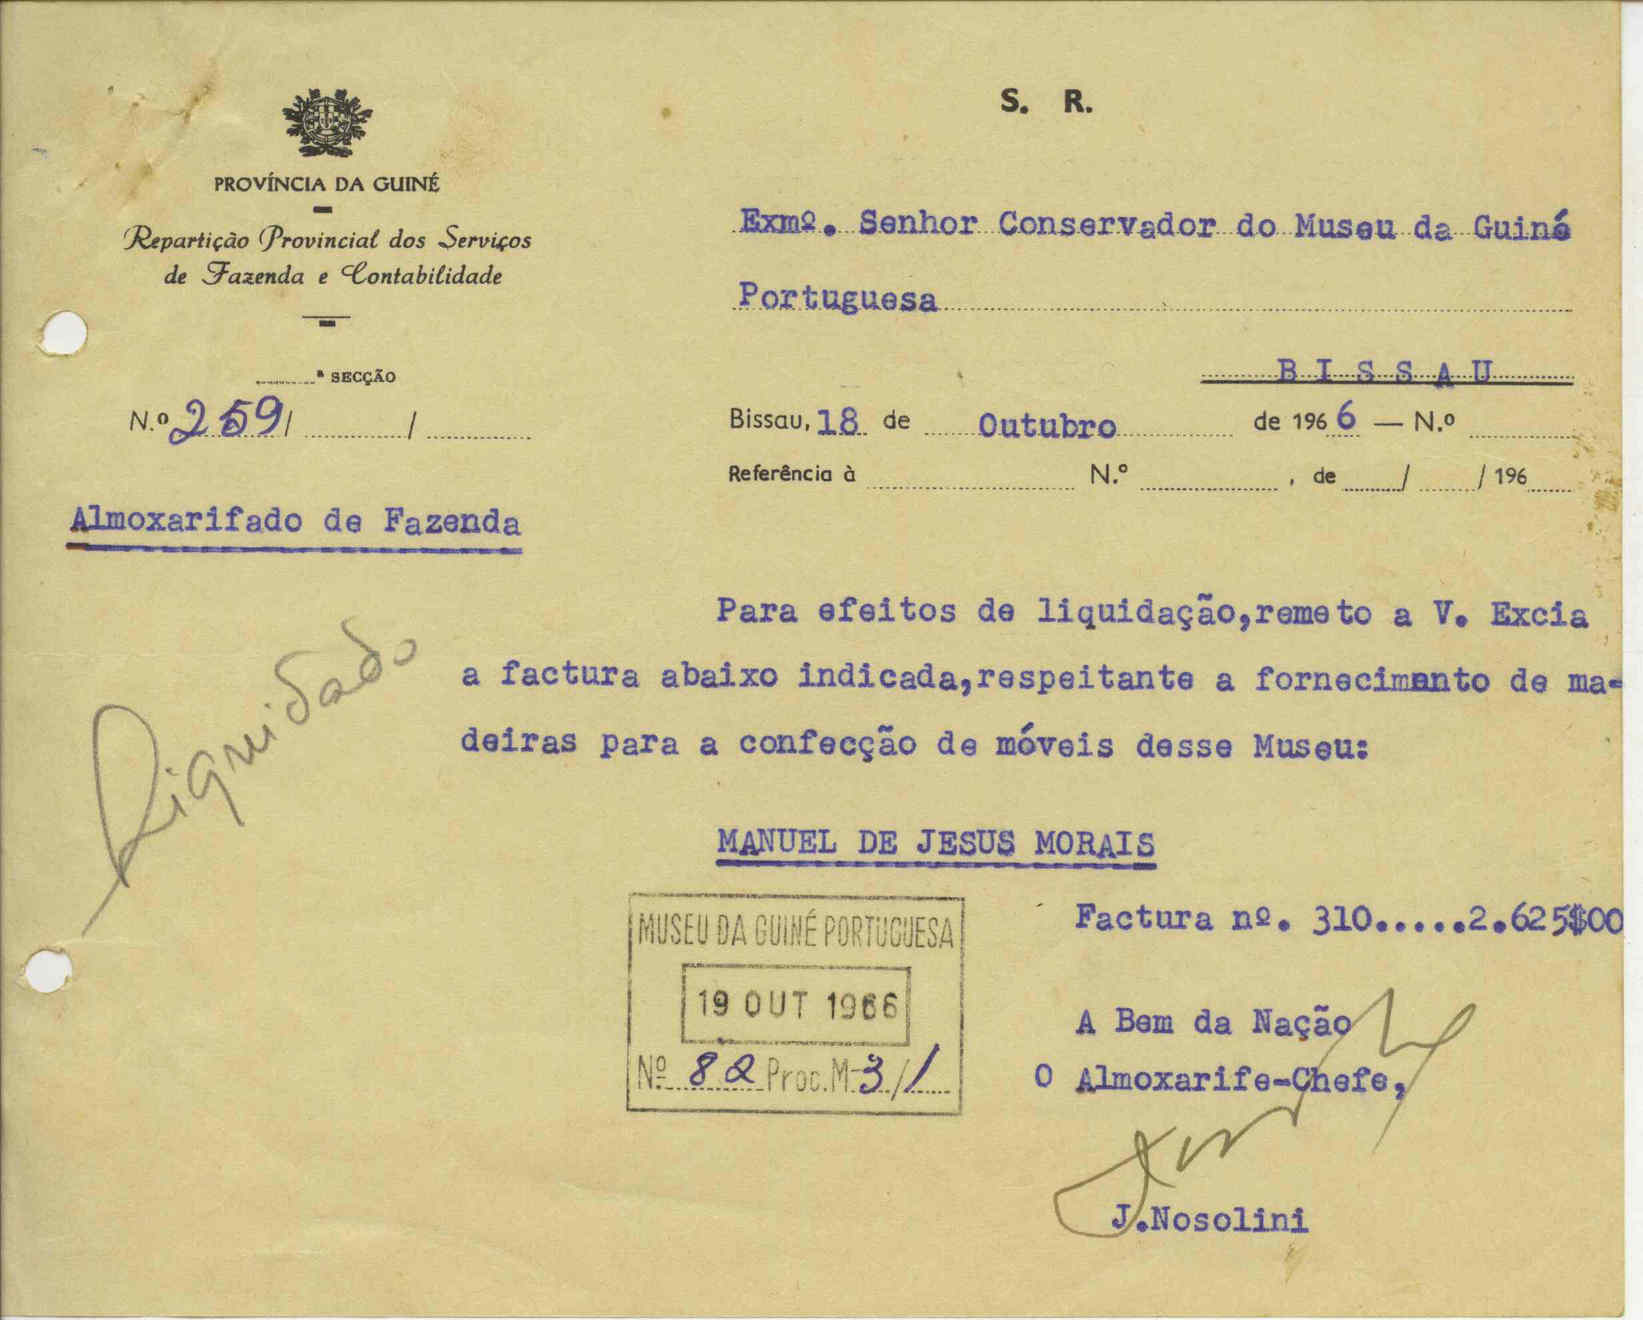 S. R.
PROVÍNCIA DA GUINÉ
Repartição Provincial dos Serviços
de Fazenda e Contabilidade
ª SECÇÃO
N.º 259/ /
Almoxarifado de Fazenda
Exmº. Senhor Conservador do Museu da Guiné
Portuguesa
BISSAU
Bissau, 18 de Outubro de 1966 — N.º
Referência à N.º , de / / 196
Para efeitos de liquidação,remeto a V. Excia
a factura abaixo indicada,respeitante a fornecimento de ma-
deiras para a confecção de móveis desse Museu:
Liquidado
MANUEL DE JESUS MORAIS
Factura nº. 310.....2.625$00
MUSEU DA GUINÉ PORTUGUESA
19 OUT 1966
Nº 82 Proc. M-3/1
A Bem da Nação
O Almoxarife-Chefe,
J.Nosolini